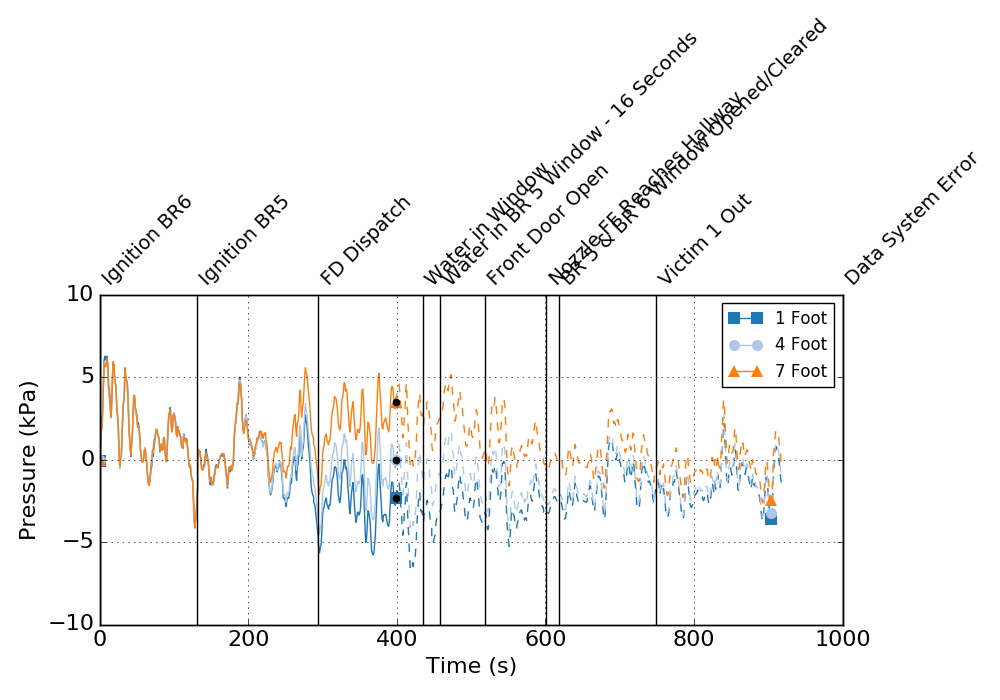 Ignition BR6
Ignition BR5
FD Dispatch
Water in Window
Water in BR 5 Window - 16 Seconds
Front Door Open
Nozzle FF Reaches Hallway
BR 5 & BR 6 Window Opened/Cleared
Victim 1 Out
Data System Error
10
5
0
−5
−10
Pressure (kPa)
1 Foot
4 Foot
7 Foot
0 200 400 600 800 1000
Time (s)